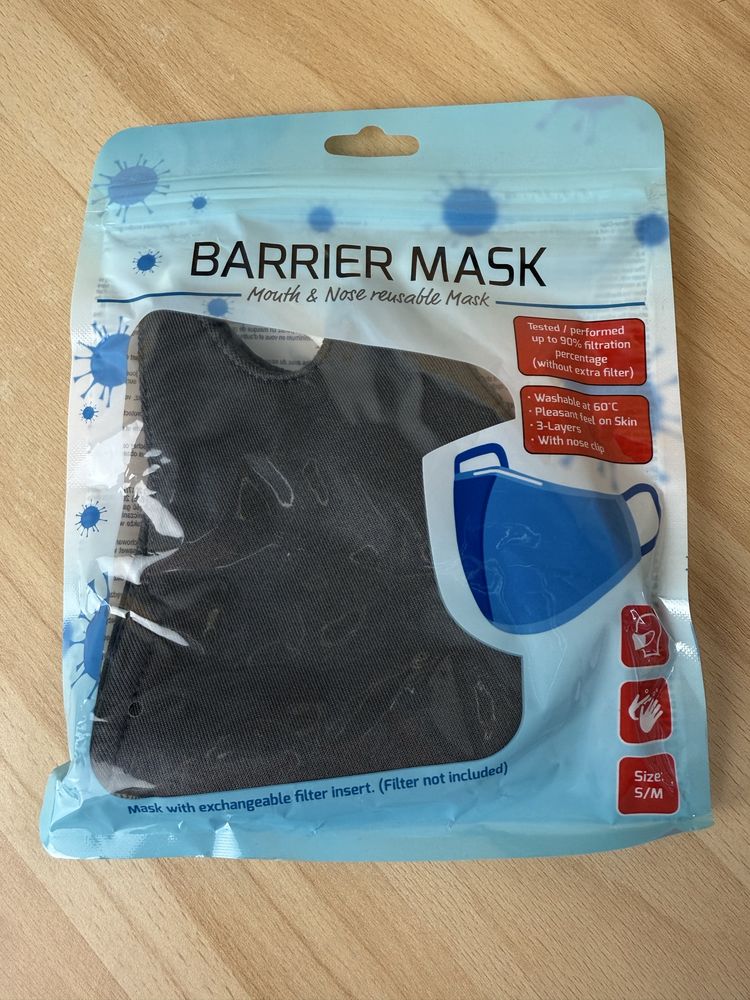 BARRIER MASK
Mouth & Nose reusable Mask
Tested / performed
up to 90% filtration
percentage
(without extra filter)
• Washable at 60°C
• Pleasant feel on Skin
• 3-Layers
• With nose clip
Size:
S/M
Mask with exchangeable filter insert. (Filter not included)